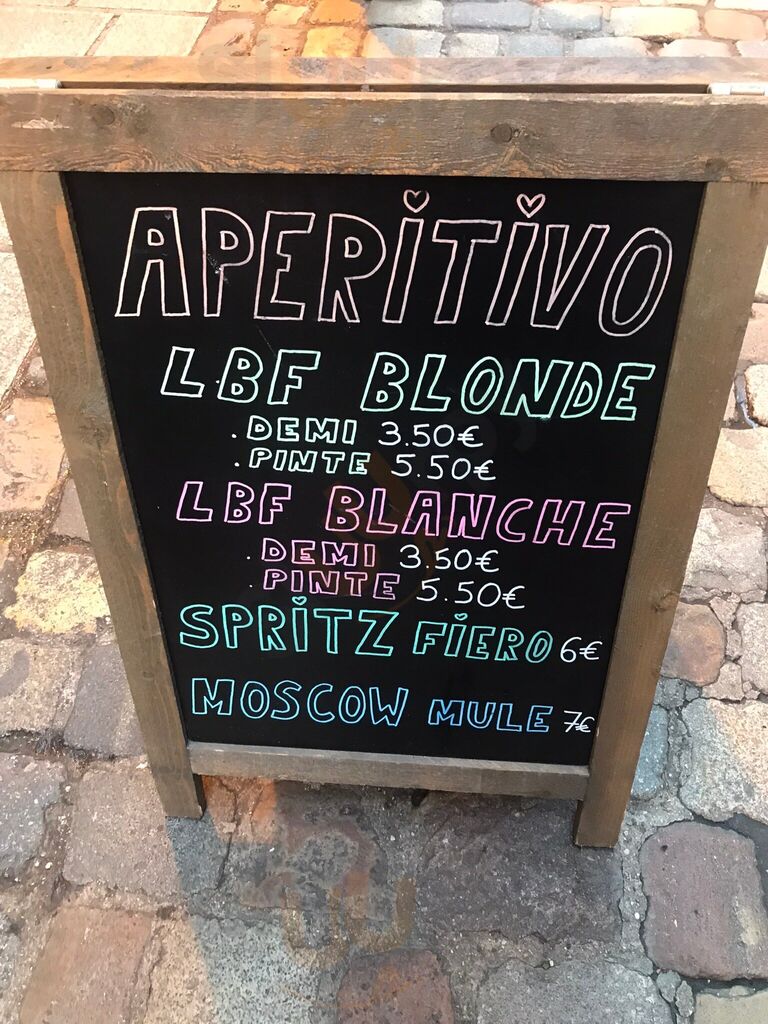 APERITIVO
LBF BLONDE
. DEMI 3.50€
. PINTE 5.50€
LBF BLANCHE
. DEMI 3.50€
. PINTE 5.50€
SPRITZ FIERO 6€
MOSCOW MULE 7€